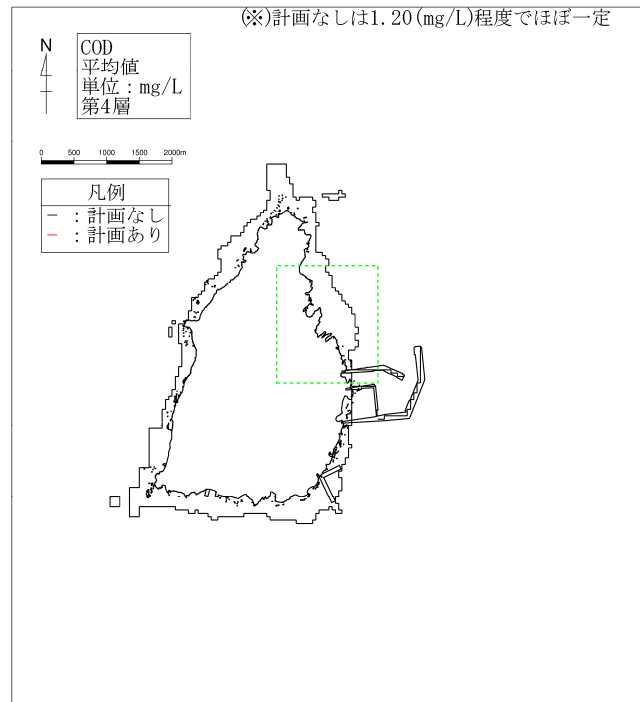 (※)計画なしは1.20(mg/L)程度でほぼ一定
N
COD
平均値
単位：mg/L
第4層
0 500 1000 1500 2000m
凡例
－ ：計画なし
－ ：計画あり